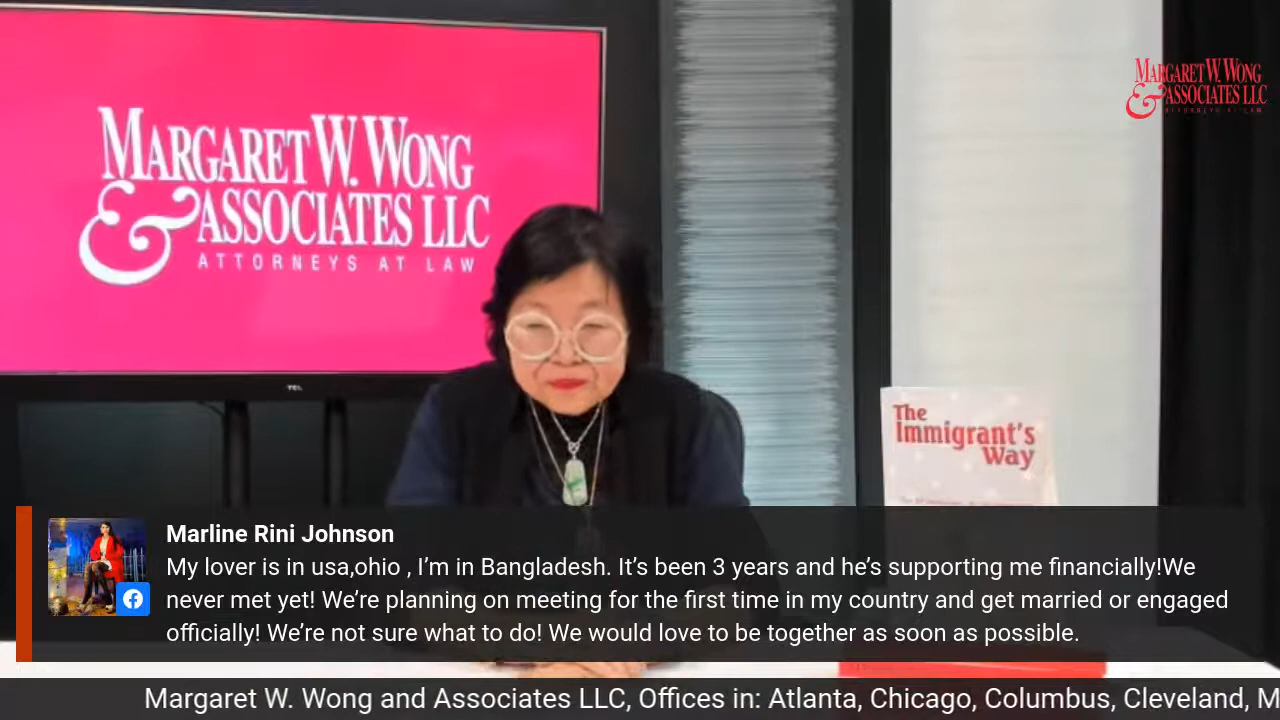 MARGARET W. WONG
& ASSOCIATES LLC
ATTORNEYS AT LAW
MARGARET W. WONG
& ASSOCIATES LLC
ATTORNEYS AT LAW
TCL
The
Immigrant's
Way
Marline Rini Johnson
My lover is in usa,ohio , I’m in Bangladesh. It’s been 3 years and he’s supporting me financially!We
never met yet! We’re planning on meeting for the first time in my country and get married or engaged
officially! We’re not sure what to do! We would love to be together as soon as possible.
Margaret W. Wong and Associates LLC, Offices in: Atlanta, Chicago, Columbus, Cleveland, M